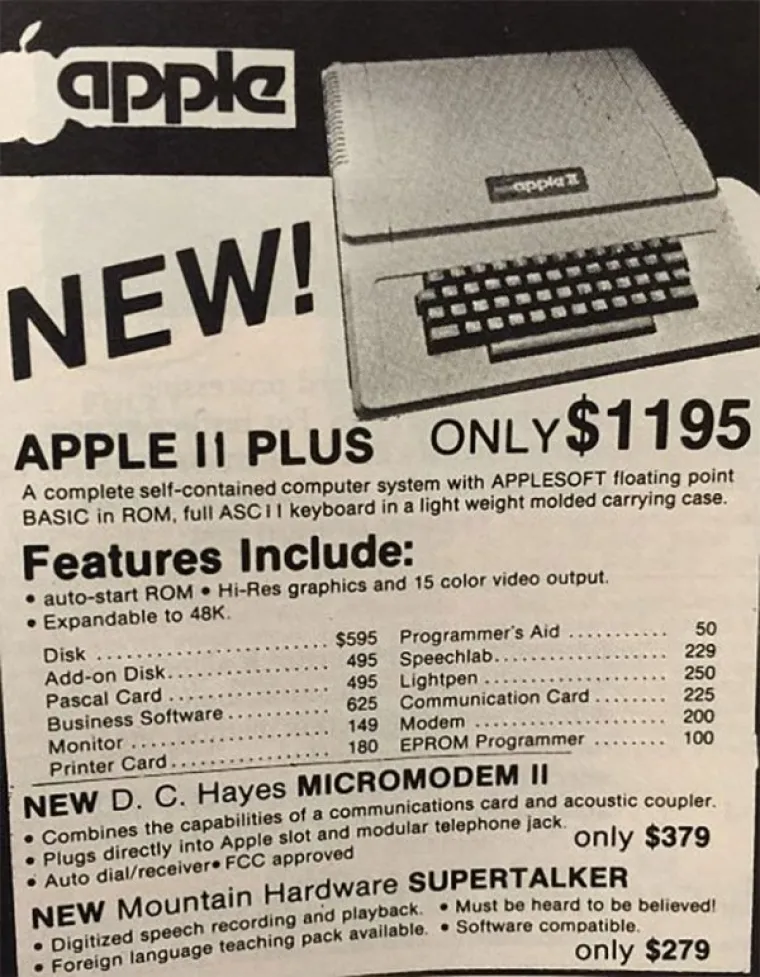 apple
apple II
NEW!
APPLE II PLUS ONLY $1195
A complete self-contained computer system with APPLESOFT floating point
BASIC in ROM, full ASCII keyboard in a light weight molded carrying case.
Features Include:
• auto-start ROM • Hi-Res graphics and 15 color video output.
• Expandable to 48K.
Disk ........................ $595
Add-on Disk................. 495
Pascal Card ................. 495
Business Software ........... 625
Monitor ..................... 149
Printer Card................. 180
Programmer's Aid ........... 50
Speechlab................... 229
Lightpen .................... 250
Communication Card ........ 225
Modem ..................... 200
EPROM Programmer ........ 100
NEW D. C. Hayes MICROMODEM II
• Combines the capabilities of a communications card and acoustic coupler.
• Plugs directly into Apple slot and modular telephone jack.
• Auto dial/receiver• FCC approved
only $379
NEW Mountain Hardware SUPERTALKER
• Digitized speech recording and playback. • Must be heard to be believed!
• Foreign language teaching pack available. • Software compatible.
only $279